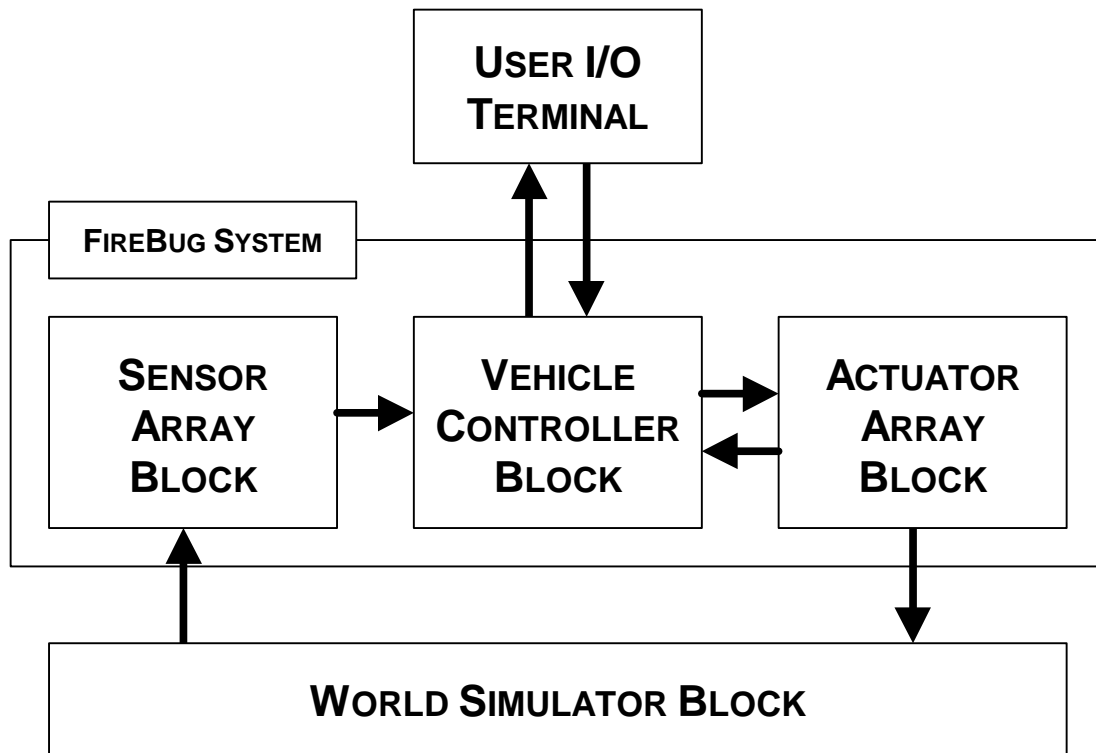 USER I/O
TERMINAL
FIREBUG SYSTEM
SENSOR
ARRAY
BLOCK
VEHICLE
CONTROLLER
BLOCK
ACTUATOR
ARRAY
BLOCK
WORLD SIMULATOR BLOCK